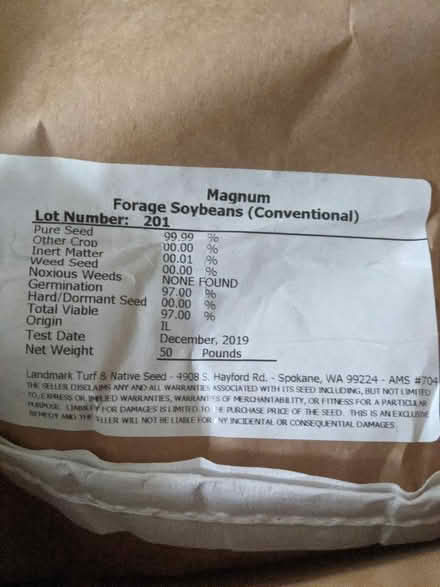 Magnum
Forage Soybeans (Conventional)
Lot Number: 201
Pure Seed 99.99 %
Other Crop 00.00 %
Inert Matter 00.01 %
Weed Seed 00.00 %
Noxious Weeds NONE FOUND
Germination 97.00 %
Hard/Dormant Seed 00.00 %
Total Viable 97.00 %
Origin IL
Test Date December, 2019
Net Weight 50 Pounds
Landmark Turf & Native Seed - 4908 S. Hayford Rd. - Spokane, WA 99224 - AMS #704
THE SELLER DISCLAIMS ANY AND ALL WARRANTIES ASSOCIATED WITH ITS SEED INCLUDING, BUT NOT LIMITED
TO, EXPRESS OR IMPLIED WARRANTIES, WARRANTIES OF MERCHANTABILITY, OR FITNESS FOR A PARTICULAR
PURPOSE. LIABILITY FOR DAMAGES IS LIMITED TO THE PURCHASE PRICE OF THE SEED. THIS IS AN EXCLUSIVE
REMEDY AND THE SELLER WILL NOT BE LIABLE FOR ANY INCIDENTAL OR CONSEQUENTIAL DAMAGES.